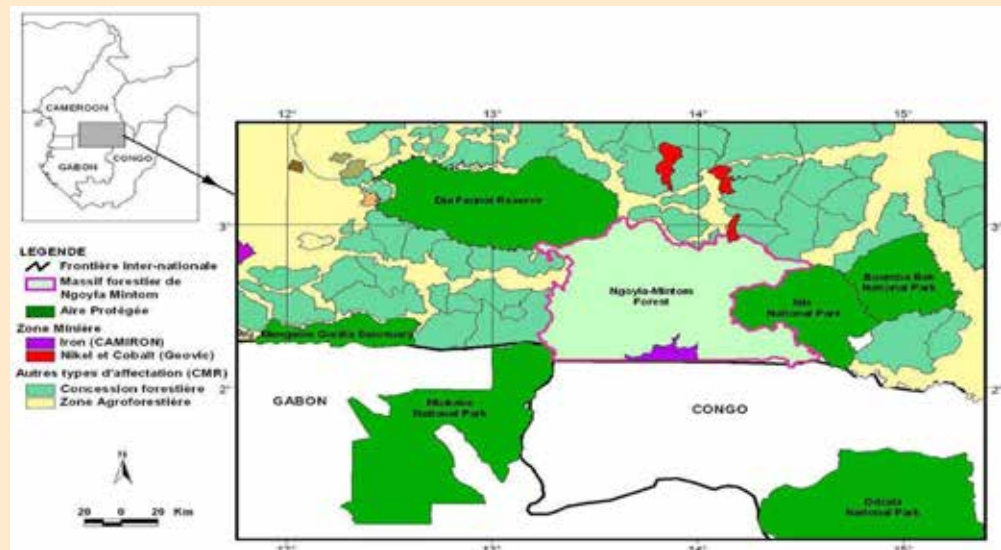 CAMEROON
GABON
CONGO
12°
13°
14°
15°
3°
3°
Dja Faunal Reserve
Ngoyla-Mintom
Forest
Boumba Bek
National Park
Nki
National Park
Mengame Gorilla Sanctuary
2°
2°
GABON
CONGO
Minkebe
National Park
Odzala
National Park
12°
13°
14°
15°
LEGENDE
Frontière Inter-nationale
Massif forestier de
Ngoyla Mintom
Aire Protégée
Zone Minière
Iron (CAMIRON)
Nikel et Cobalt (Geovic)
Autres types d'affectation (CMR)
Concession forestière
Zone Agroforestière
N
20 0 20 Km